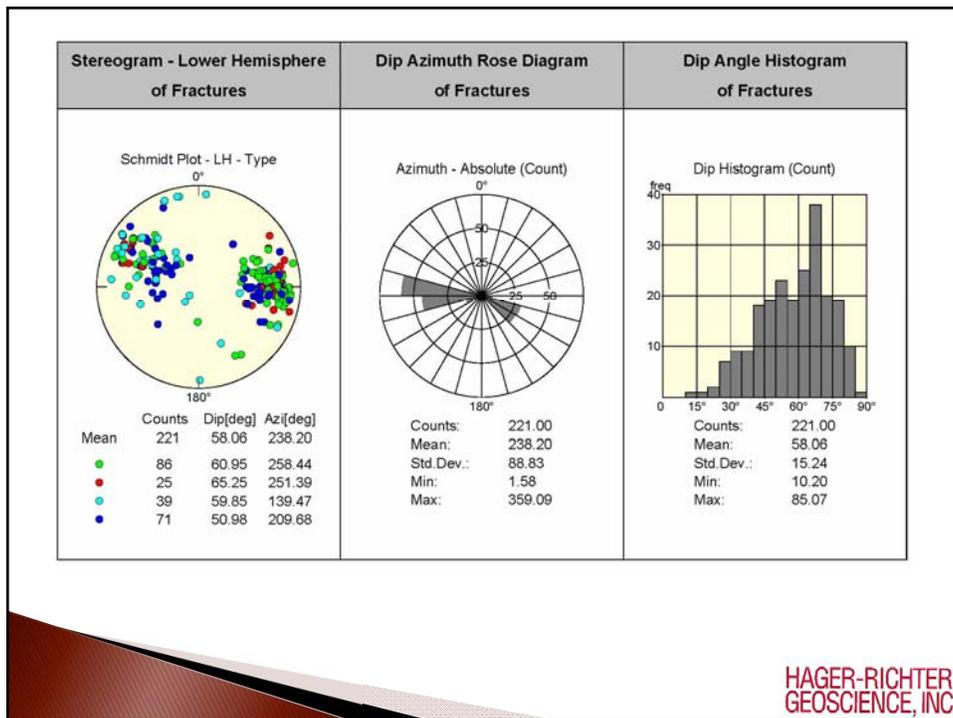 Stereogram - Lower Hemisphere
of Fractures
Dip Azimuth Rose Diagram
of Fractures
Dip Angle Histogram
of Fractures
Schmidt Plot - LH - Type
0°
180°
Counts Dip[deg] Azi[deg]
Mean 221 58.06 238.20
86 60.95 258.44
25 65.25 251.39
39 59.85 139.47
71 50.98 209.68
Azimuth - Absolute (Count)
0°
50
25
25 50
180°
Counts: 221.00
Mean: 238.20
Std.Dev.: 88.83
Min: 1.58
Max: 359.09
Dip Histogram (Count)
freq
40
30
20
10
0 15° 30° 45° 60° 75° 90°
Counts: 221.00
Mean: 58.06
Std.Dev.: 15.24
Min: 10.20
Max: 85.07
HAGER-RICHTER
GEOSCIENCE, INC